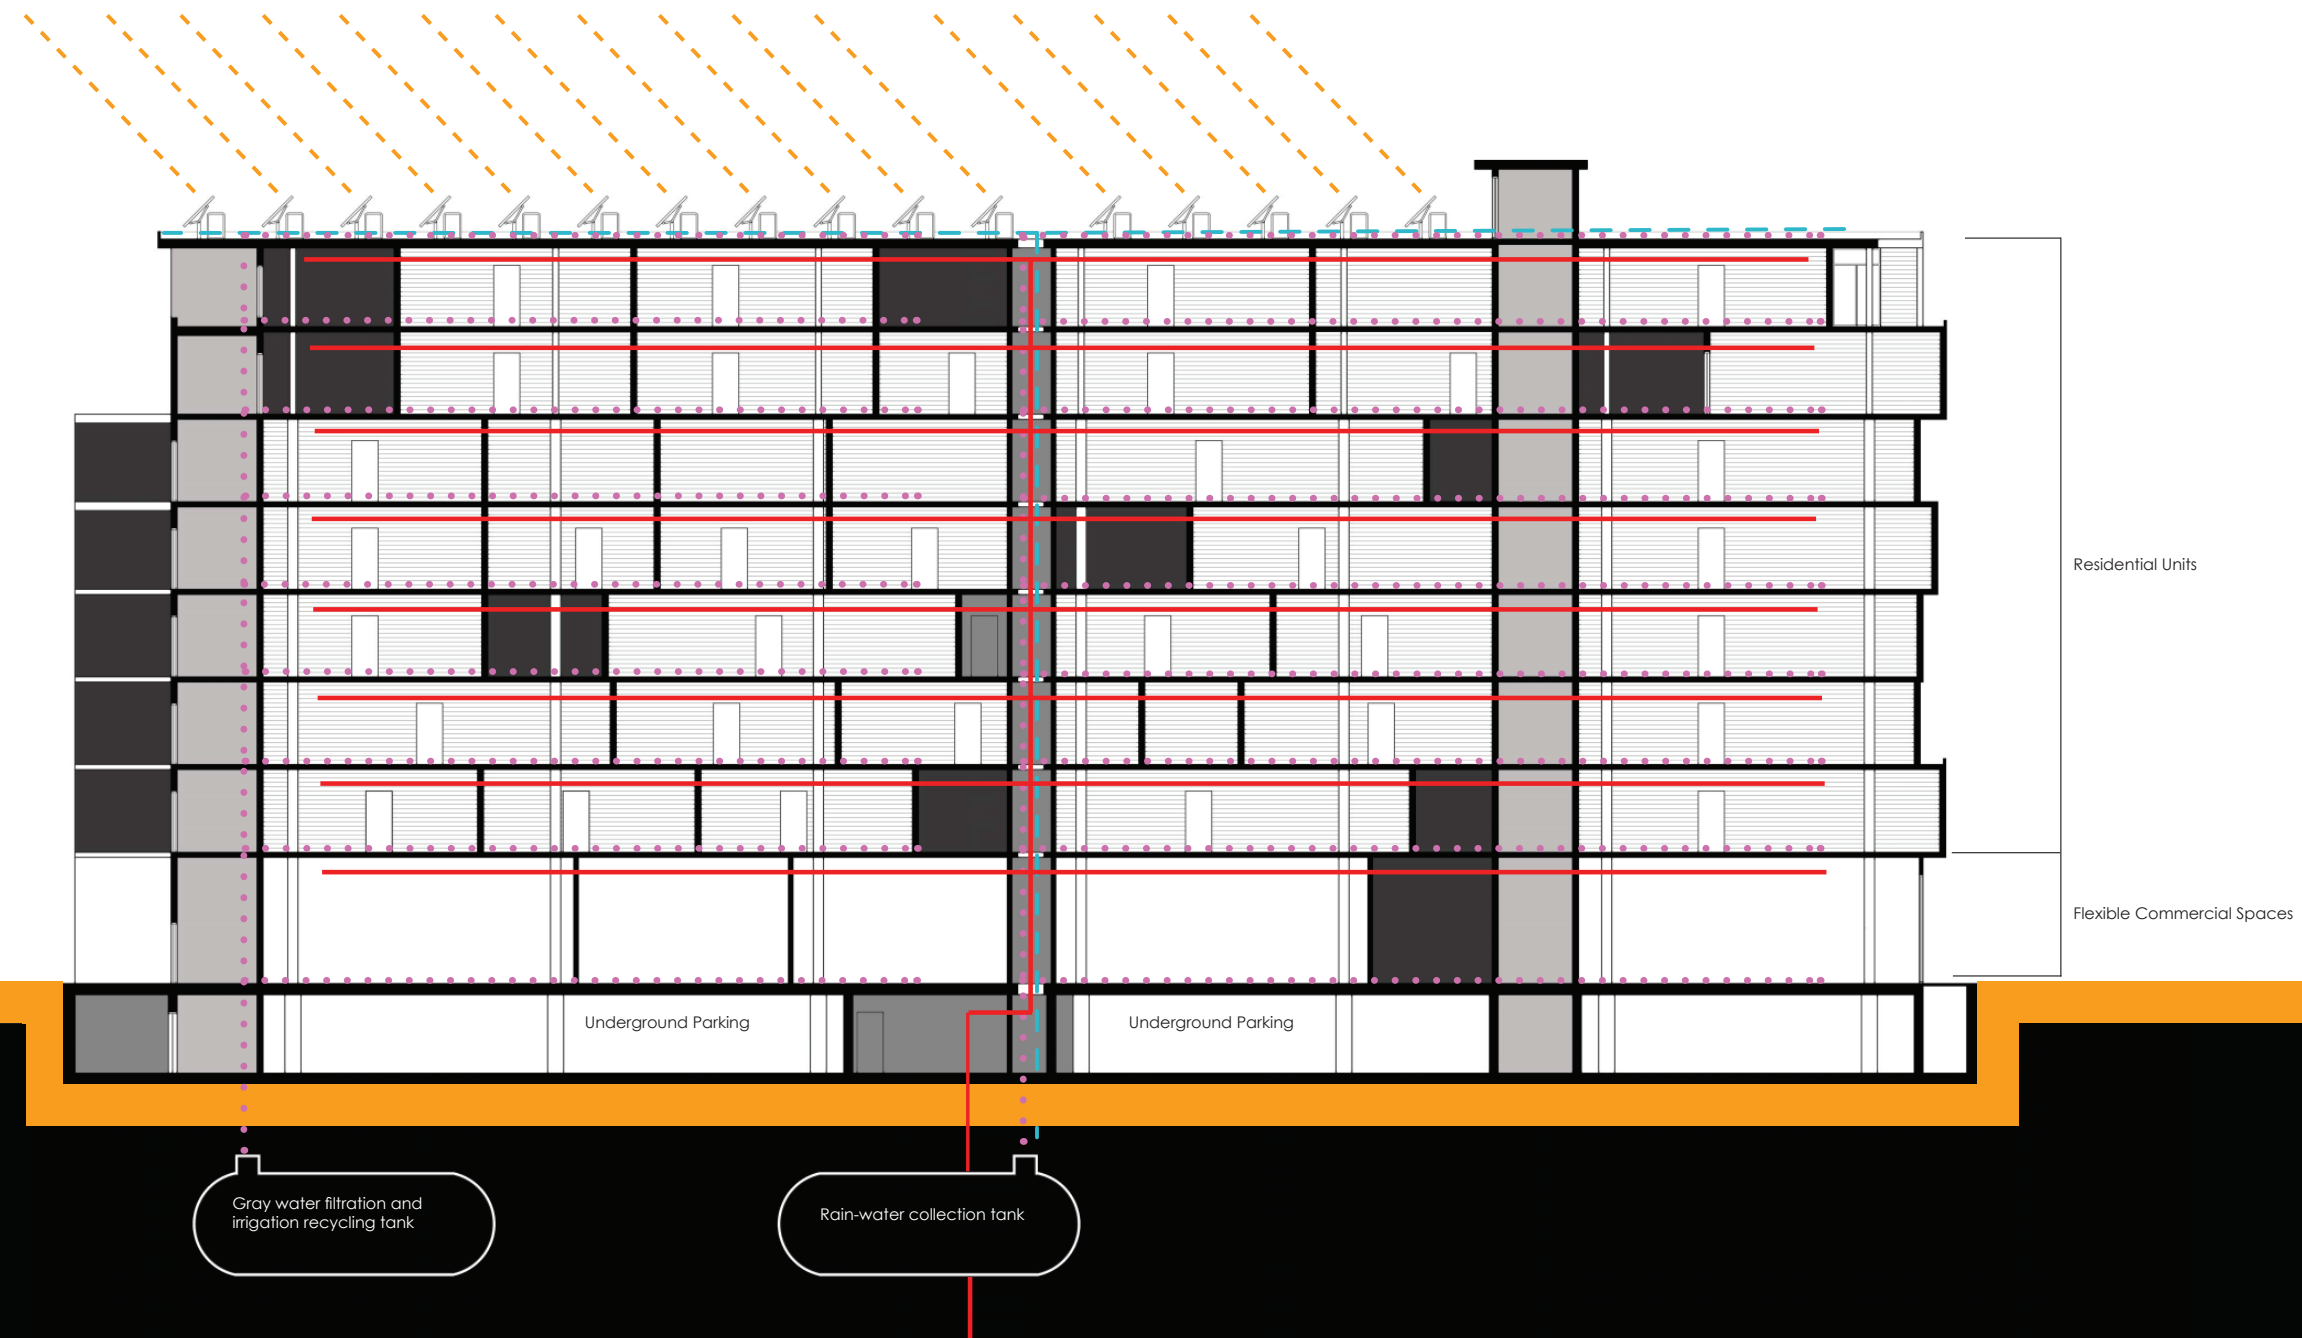 Residential Units
Flexible Commercial Spaces
Underground Parking
Underground Parking
Gray water filtration and
irrigation recycling tank
Rain-water collection tank